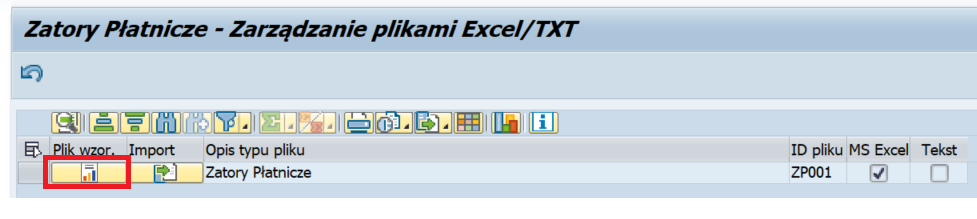 Zatory Płatnicze - Zarządzanie plikami Excel/TXT
Plik wzor. Import Opis typu pliku ID pliku MS Excel Tekst
Zatory Płatnicze ZP001